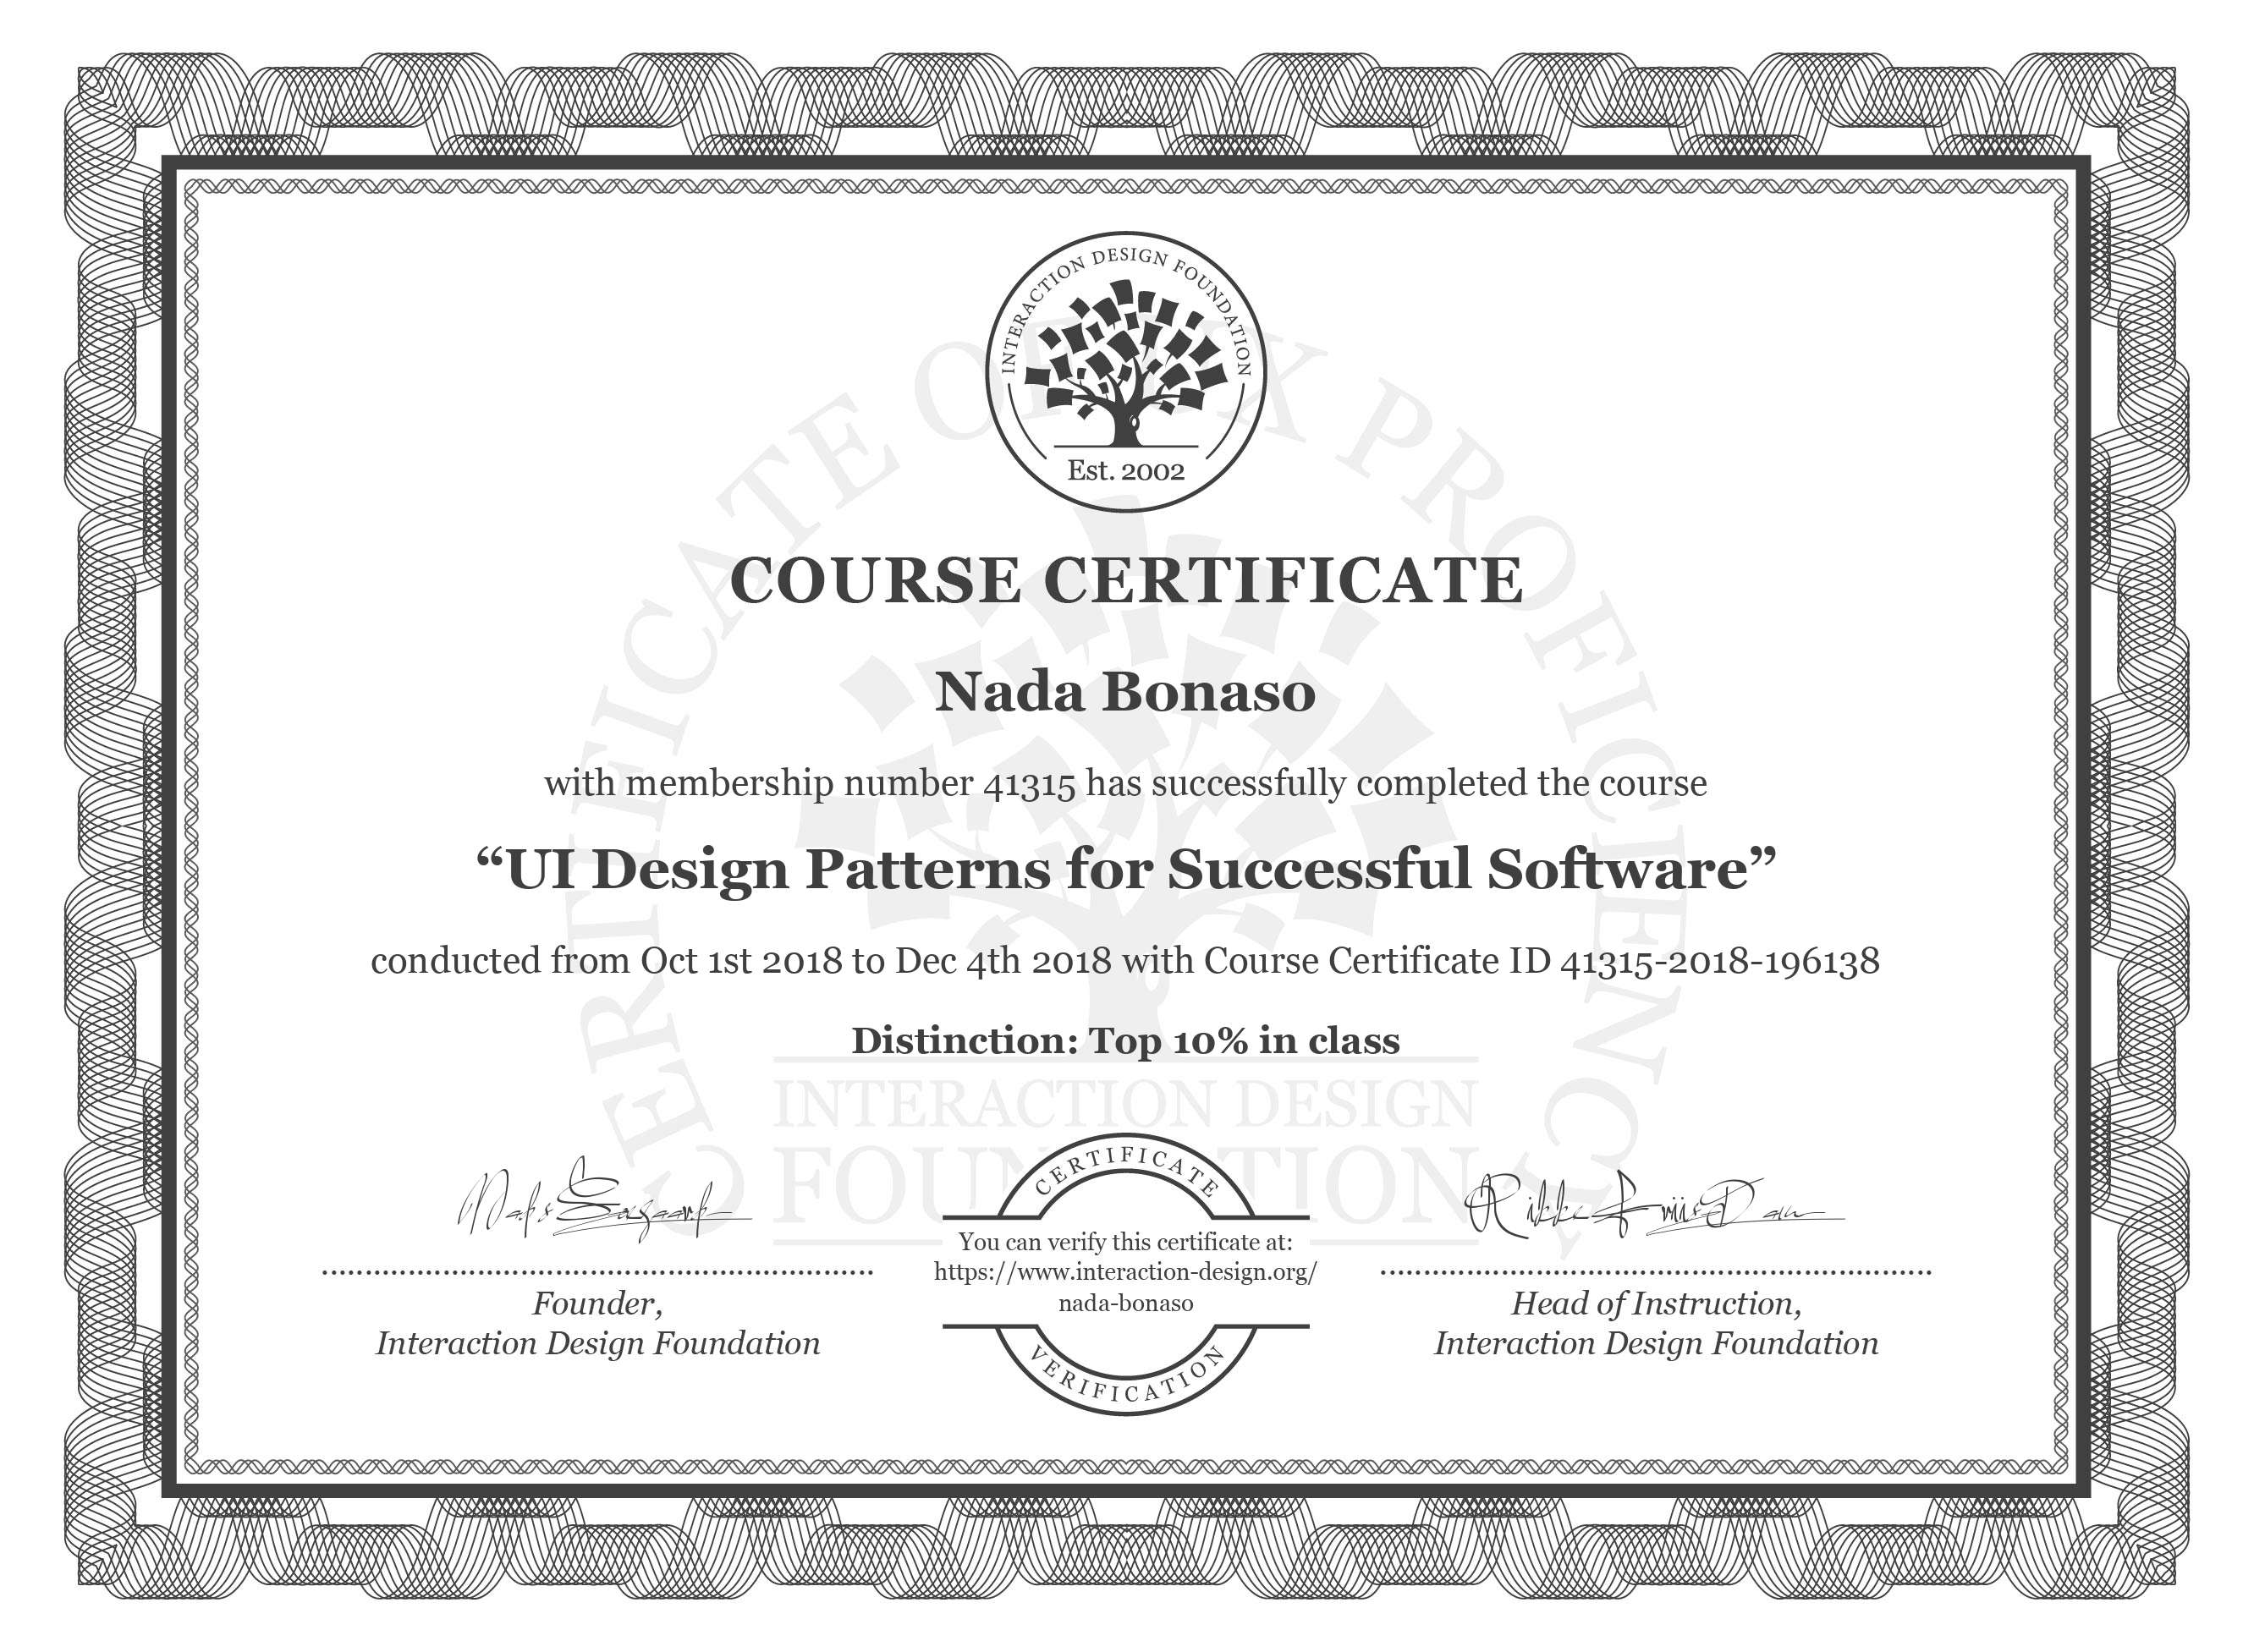 INTERACTION DESIGN FOUNDATION
Est. 2002
CERTIFICATE OF UX PROFICIENCY
COURSE CERTIFICATE
Nada Bonaso
with membership number 41315 has successfully completed the course
“UI Design Patterns for Successful Software”
conducted from Oct 1st 2018 to Dec 4th 2018 with Course Certificate ID 41315-2018-196138
Distinction: Top 10% in class
INTERACTION DESIGN
FOUNDATION
CERTIFICATE
You can verify this certificate at:
https://www.interaction-design.org/
nada-bonaso
VERIFICATION
Founder,
Interaction Design Foundation
Rikke Friis Dam
Head of Instruction,
Interaction Design Foundation